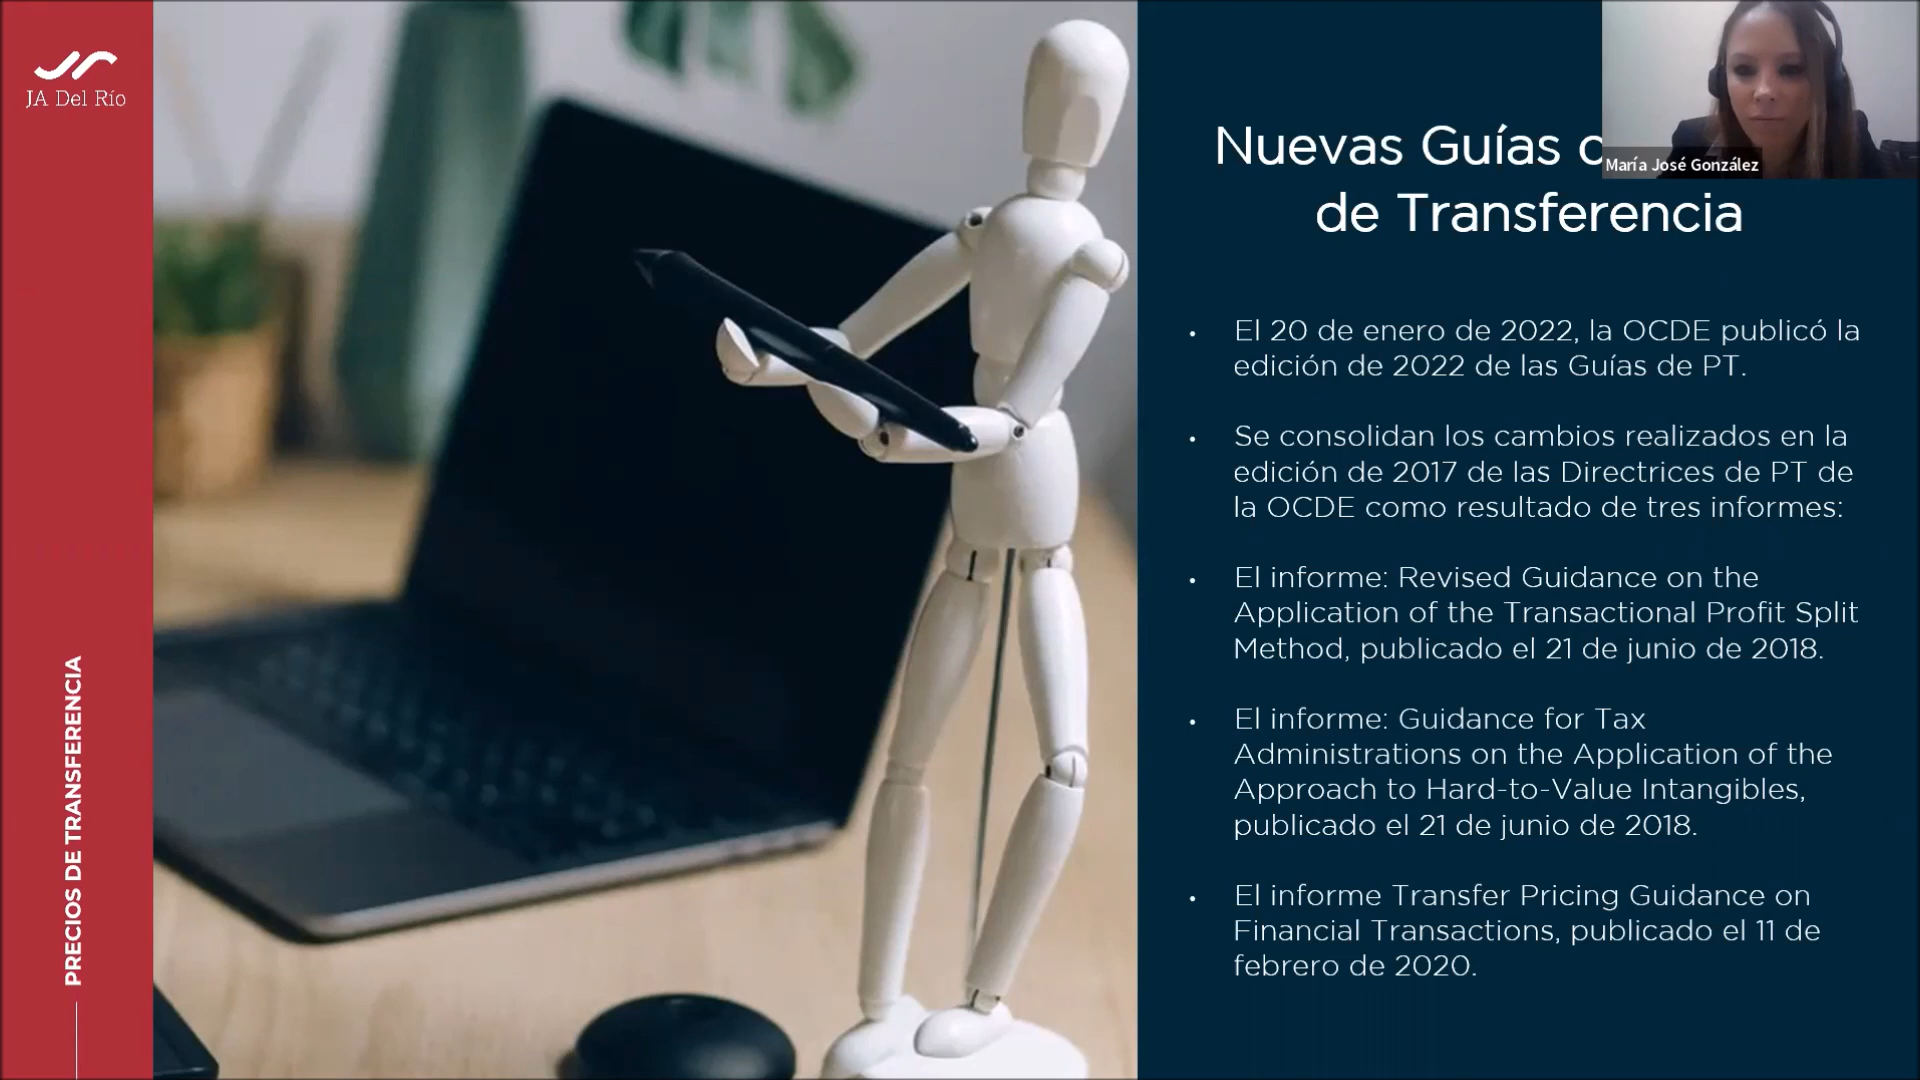 JA Del Río
PRECIOS DE TRANSFERENCIA
Nuevas Guías
de Transferencia
María José González
• El 20 de enero de 2022, la OCDE publicó la
edición de 2022 de las Guías de PT.
• Se consolidan los cambios realizados en la
edición de 2017 de las Directrices de PT de
la OCDE como resultado de tres informes:
• El informe: Revised Guidance on the
Application of the Transactional Profit Split
Method, publicado el 21 de junio de 2018.
• El informe: Guidance for Tax
Administrations on the Application of the
Approach to Hard-to-Value Intangibles,
publicado el 21 de junio de 2018.
• El informe Transfer Pricing Guidance on
Financial Transactions, publicado el 11 de
febrero de 2020.